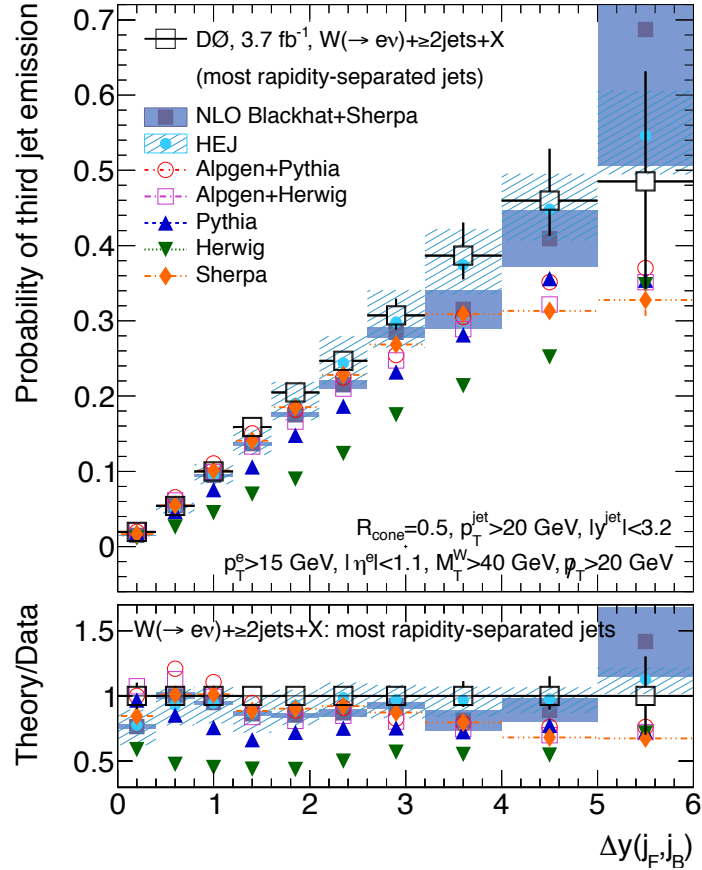 Probability of third jet emission
0.7
0.6
0.5
0.4
0.3
0.2
0.1
0
DØ, 3.7 fb⁻¹, W(→ eν)+≥2jets+X
(most rapidity-separated jets)
NLO Blackhat+Sherpa
HEJ
Alpgen+Pythia
Alpgen+Herwig
Pythia
Herwig
Sherpa
R_cone=0.5, p_T^jet>20 GeV, |y^jet|<3.2
p_T^e>15 GeV, |η^e|<1.1, M_T^W>40 GeV, p̸_T>20 GeV
Theory/Data
1.5
1
0.5
W(→ eν)+≥2jets+X: most rapidity-separated jets
0 1 2 3 4 5 6
Δy(j_F,j_B)